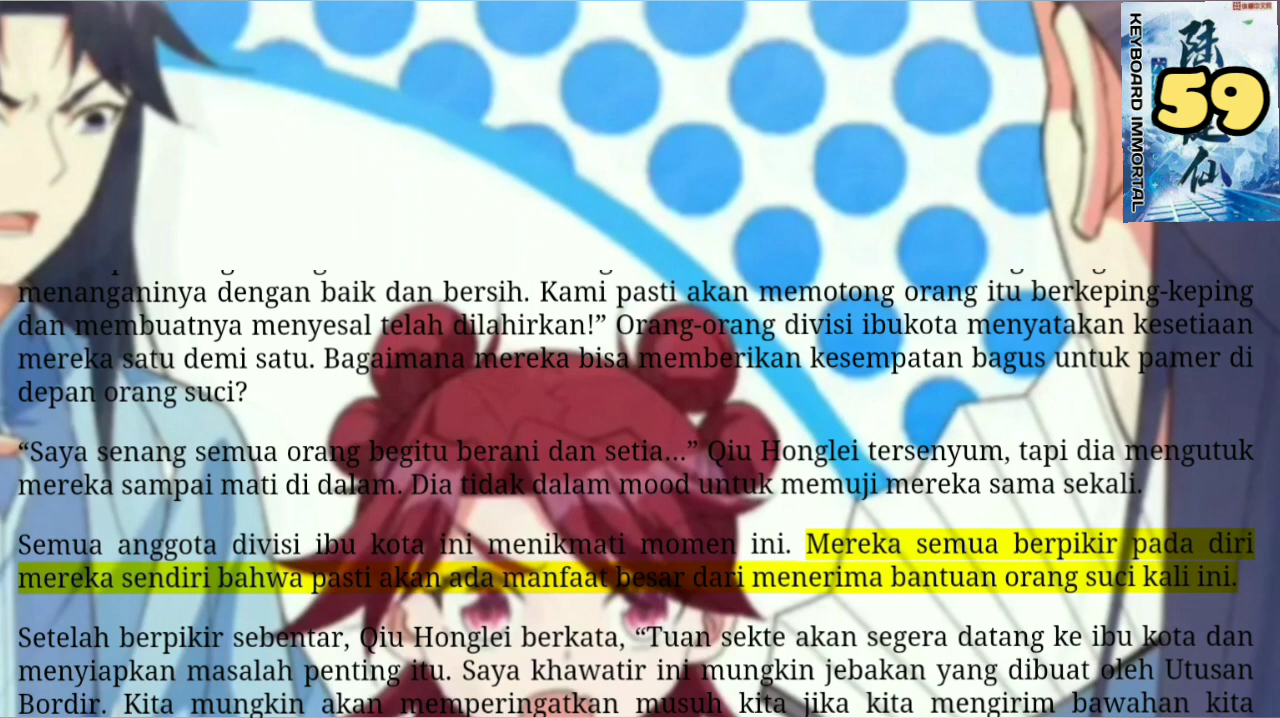 KEYBOARD IMMORTAL
59
仙
menanganinya dengan baik dan bersih. Kami pasti akan memotong orang itu berkeping-keping
dan membuatnya menyesal telah dilahirkan!” Orang-orang divisi ibukota menyatakan kesetiaan
mereka satu demi satu. Bagaimana mereka bisa memberikan kesempatan bagus untuk pamer di
depan orang suci?
“Saya senang semua orang begitu berani dan setia...” Qiu Honglei tersenyum, tapi dia mengutuk
mereka sampai mati di dalam. Dia tidak dalam mood untuk memuji mereka sama sekali.
Semua anggota divisi ibu kota ini menikmati momen ini. Mereka semua berpikir pada diri
mereka sendiri bahwa pasti akan ada manfaat besar dari menerima bantuan orang suci kali ini.
Setelah berpikir sebentar, Qiu Honglei berkata, “Tuan sekte akan segera datang ke ibu kota dan
menyiapkan masalah penting itu. Saya khawatir ini mungkin jebakan yang dibuat oleh Utusan
Bordir. Kita mungkin akan memperingatkan musuh kita jika kita mengirim bawahan kita